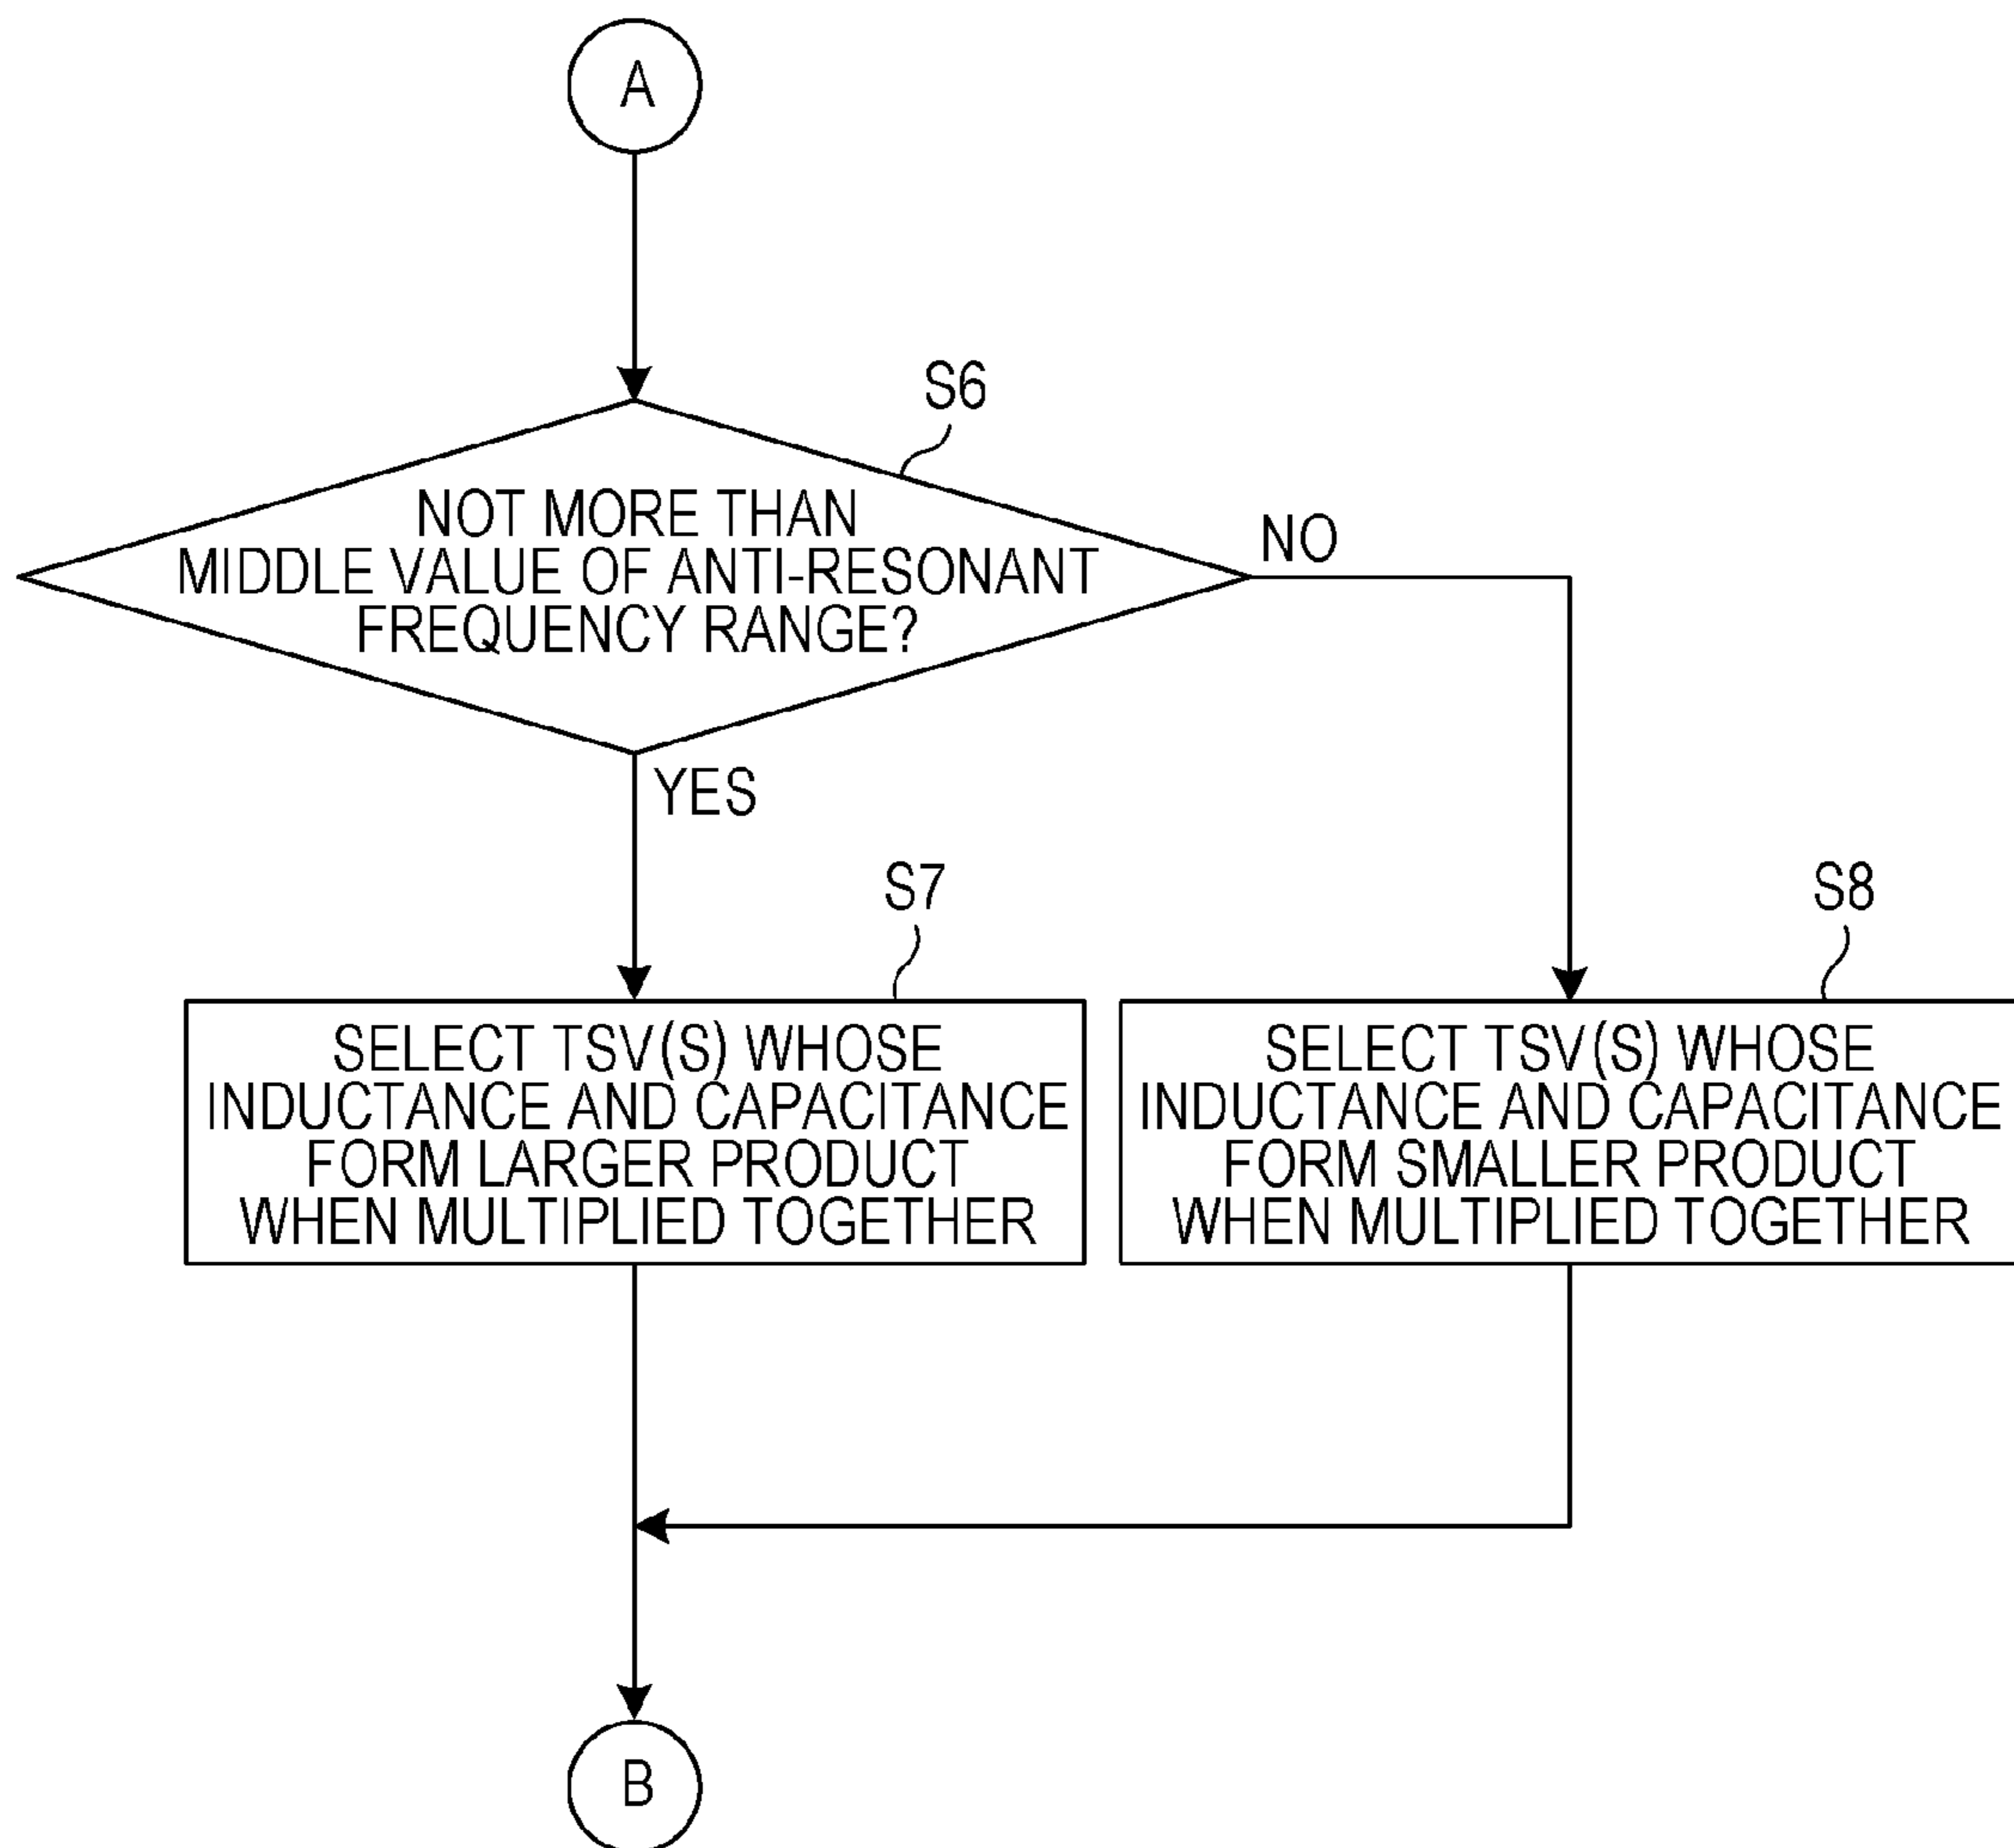 A
S6
NOT MORE THAN
MIDDLE VALUE OF ANTI-RESONANT
FREQUENCY RANGE?
NO
YES
S7
SELECT TSV(S) WHOSE
INDUCTANCE AND CAPACITANCE
FORM LARGER PRODUCT
WHEN MULTIPLIED TOGETHER
S8
SELECT TSV(S) WHOSE
INDUCTANCE AND CAPACITANCE
FORM SMALLER PRODUCT
WHEN MULTIPLIED TOGETHER
B